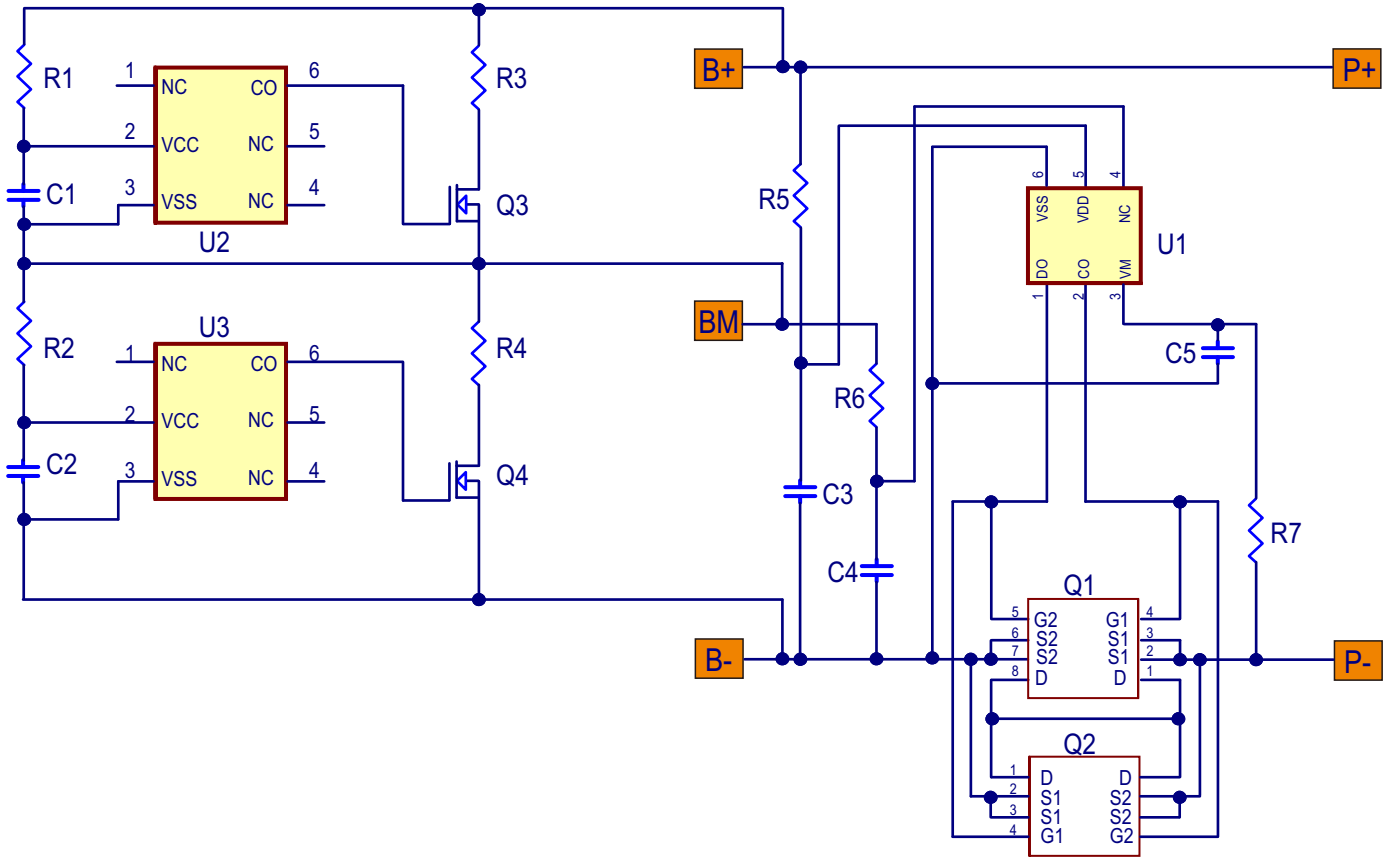 R1
1
NC
CO
6
2
VCC
NC
5
3
VSS
NC
4
C1
U2
R3
Q3
R2
U3
1
NC
CO
6
2
VCC
NC
5
3
VSS
NC
4
C2
R4
Q4
B+
P+
BM
B-
P-
R5
R6
C3
C4
6
5
4
VSS
VDD
NC
DO
CO
VM
1
2
3
U1
C5
R7
Q1
5
G2
G1
4
6
S2
S1
3
7
S2
S1
2
8
D
D
1
Q2
1
D
D
2
S1
S2
3
S1
S2
4
G1
G2